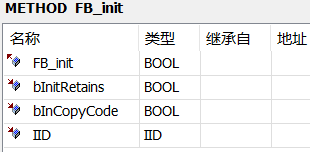 METHOD FB_init
名称 类型 继承自 地址
FB_init BOOL
bInitRetains BOOL
bInCopyCode BOOL
IID IID